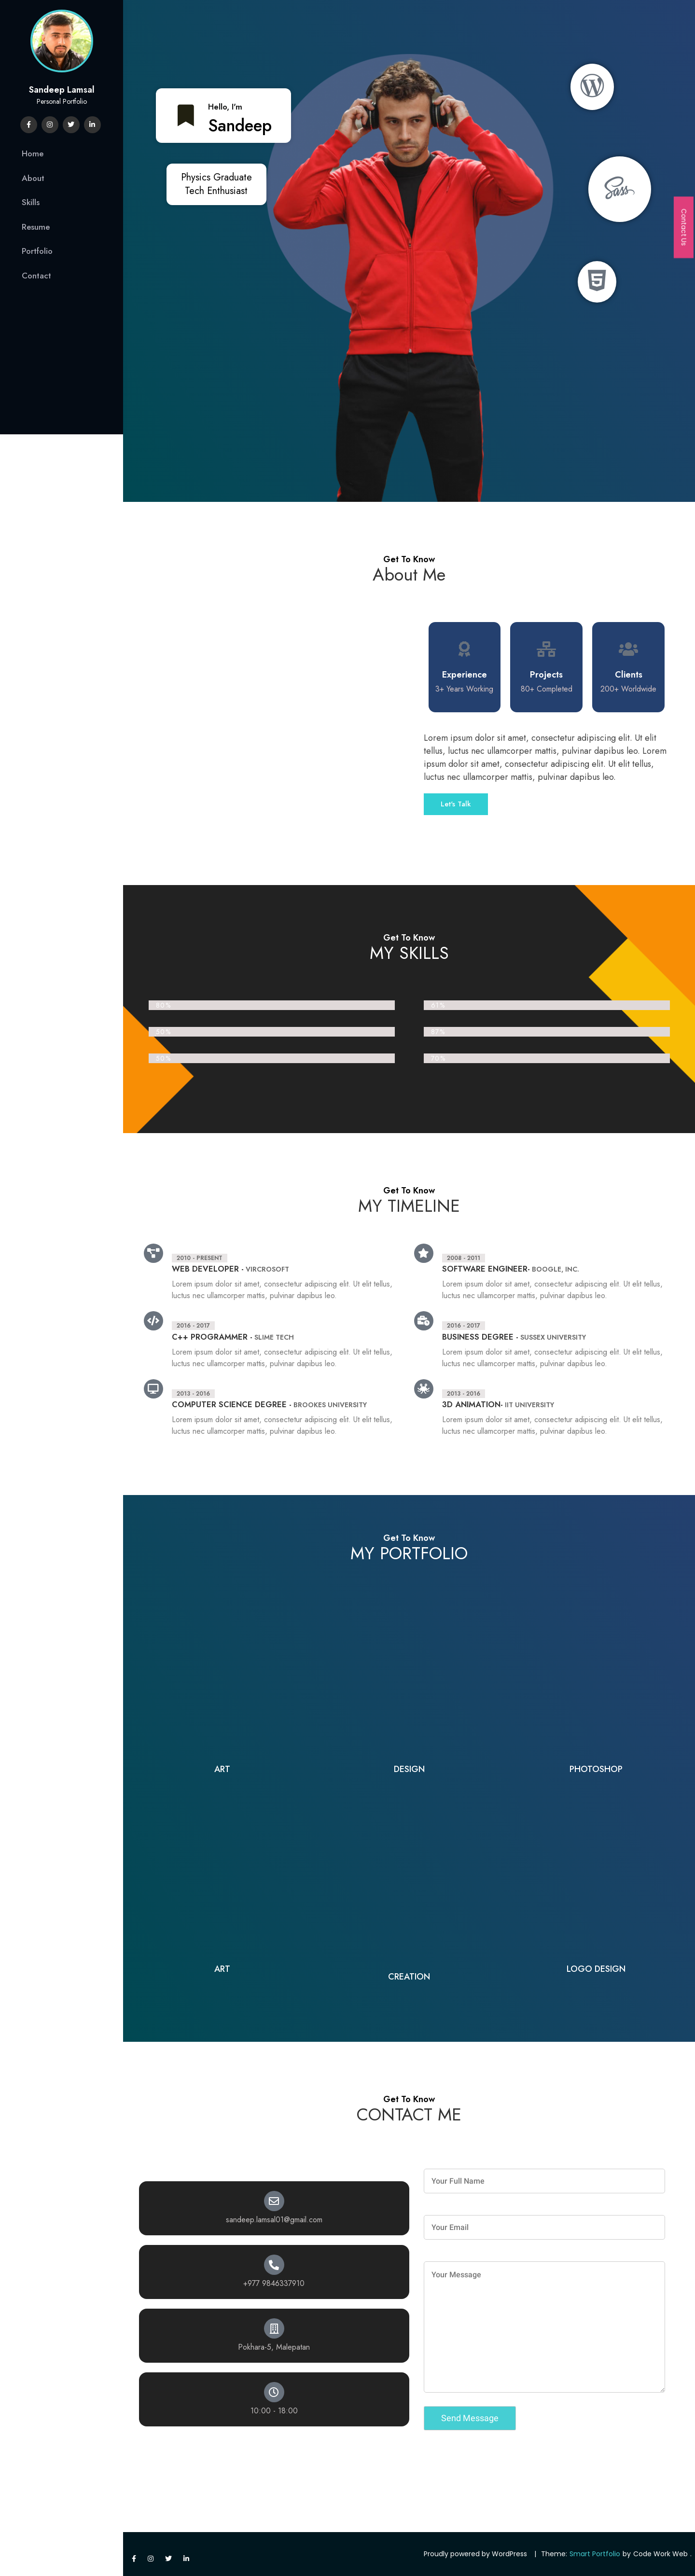 Sandeep Lamsal
Personal Portfolio
Home
About
Skills
Resume
Portfolio
Contact
Hello, I'm
Sandeep
Physics Graduate
Tech Enthusiast
Sass
Contact Us
Get To Know
About Me
Experience
3+ Years Working
Projects
80+ Completed
Clients
200+ Worldwide
Lorem ipsum dolor sit amet, consectetur adipiscing elit. Ut elit
tellus, luctus nec ullamcorper mattis, pulvinar dapibus leo. Lorem
ipsum dolor sit amet, consectetur adipiscing elit. Ut elit tellus,
luctus nec ullamcorper mattis, pulvinar dapibus leo.
Let's Talk
Get To Know
MY SKILLS
Get To Know
MY TIMELINE
2010 - PRESENT
WEB DEVELOPER - VIRCROSOFT
Lorem ipsum dolor sit amet, consectetur adipiscing elit. Ut elit tellus,
luctus nec ullamcorper mattis, pulvinar dapibus leo.
2016 - 2017
C++ PROGRAMMER - SLIME TECH
Lorem ipsum dolor sit amet, consectetur adipiscing elit. Ut elit tellus,
luctus nec ullamcorper mattis, pulvinar dapibus leo.
2013 - 2016
COMPUTER SCIENCE DEGREE - BROOKES UNIVERSITY
Lorem ipsum dolor sit amet, consectetur adipiscing elit. Ut elit tellus,
luctus nec ullamcorper mattis, pulvinar dapibus leo.
2008 - 2011
SOFTWARE ENGINEER- BOOGLE, INC.
Lorem ipsum dolor sit amet, consectetur adipiscing elit. Ut elit tellus,
luctus nec ullamcorper mattis, pulvinar dapibus leo.
2016 - 2017
BUSINESS DEGREE - SUSSEX UNIVERSITY
Lorem ipsum dolor sit amet, consectetur adipiscing elit. Ut elit tellus,
luctus nec ullamcorper mattis, pulvinar dapibus leo.
2013 - 2016
3D ANIMATION- IIT UNIVERSITY
Lorem ipsum dolor sit amet, consectetur adipiscing elit. Ut elit tellus,
luctus nec ullamcorper mattis, pulvinar dapibus leo.
Get To Know
MY PORTFOLIO
ART
DESIGN
PHOTOSHOP
ART
CREATION
LOGO DESIGN
Get To Know
CONTACT ME
sandeep.lamsal01@gmail.com
+977 9846337910
Pokhara-5, Malepatan
10:00 - 18:00
Your Full Name
Your Email
Your Message
Send Message
Proudly powered by WordPress | Theme: Smart Portfolio by Code Work Web .